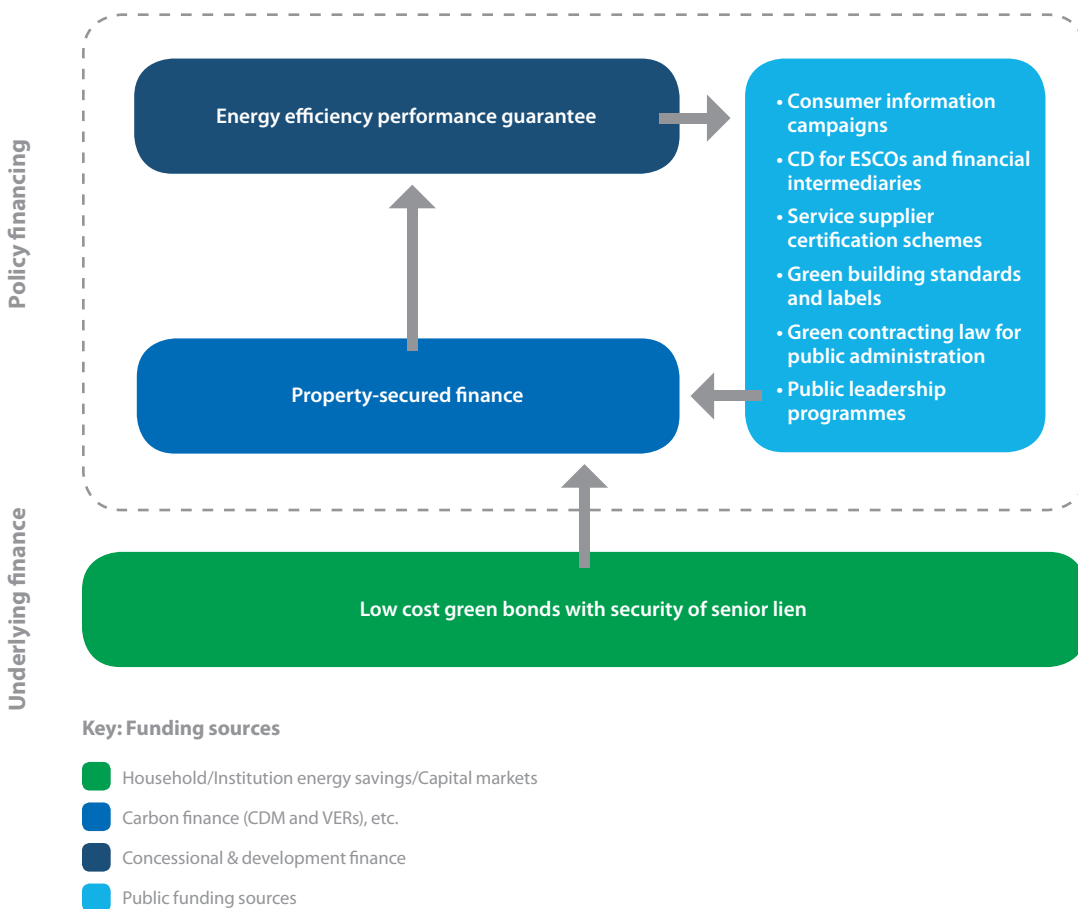 Policy financing
Energy efficiency performance guarantee
• Consumer information
campaigns
• CD for ESCOs and financial
intermediaries
• Service supplier
certification schemes
• Green building standards
and labels
• Green contracting law for
public administration
• Public leadership
programmes
Property-secured finance
Underlying finance
Low cost green bonds with security of senior lien
Key: Funding sources
Household/Institution energy savings/Capital markets
Carbon finance (CDM and VERs), etc.
Concessional & development finance
Public funding sources